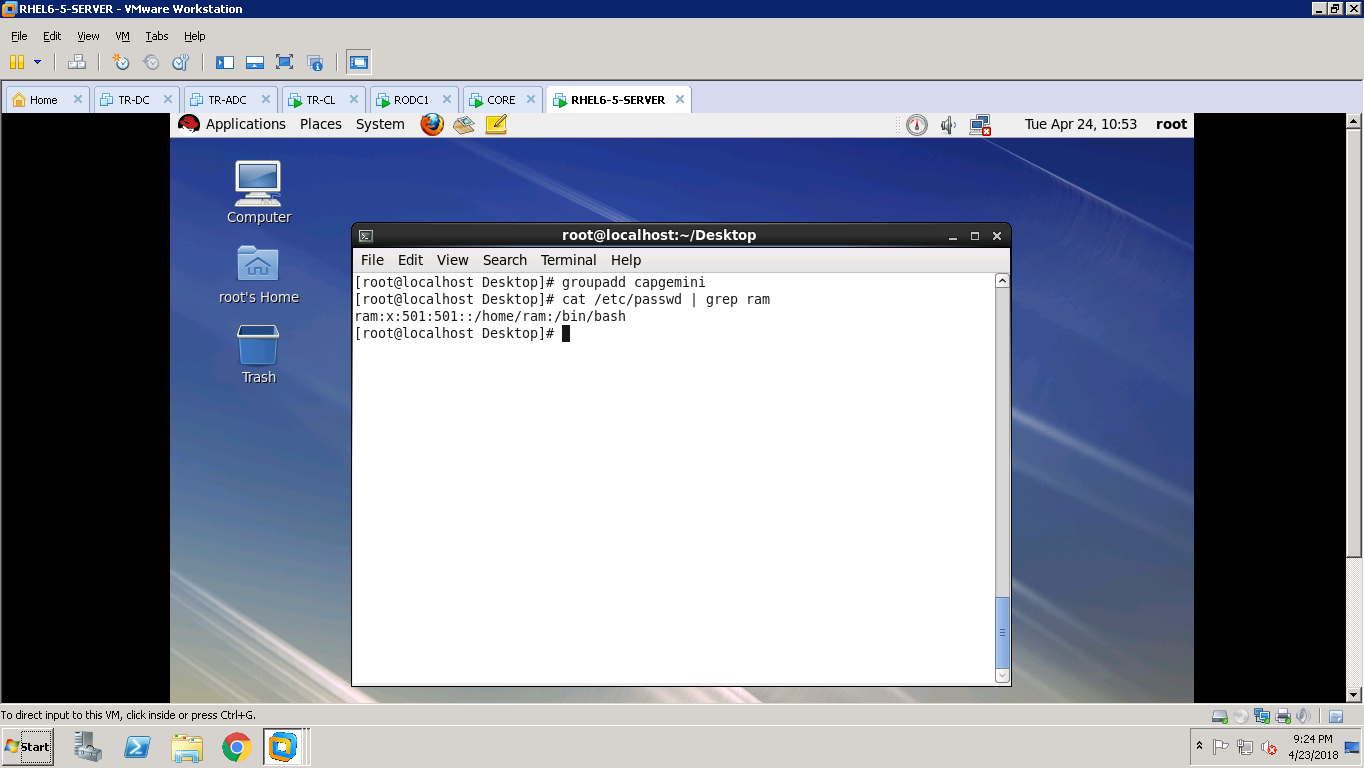 RHEL6-5-SERVER - VMware Workstation
File Edit View VM Tabs Help
Home TR-DC TR-ADC TR-CL RODC1 CORE RHEL6-5-SERVER
Applications Places System Tue Apr 24, 10:53 root
Computer
root's Home
Trash
root@localhost:~/Desktop
File Edit View Search Terminal Help
[root@localhost Desktop]# groupadd capgemini
[root@localhost Desktop]# cat /etc/passwd | grep ram
ram:x:501:501::/home/ram:/bin/bash
[root@localhost Desktop]#
To direct input to this VM, click inside or press Ctrl+G.
Start 9:24 PM
4/23/2018